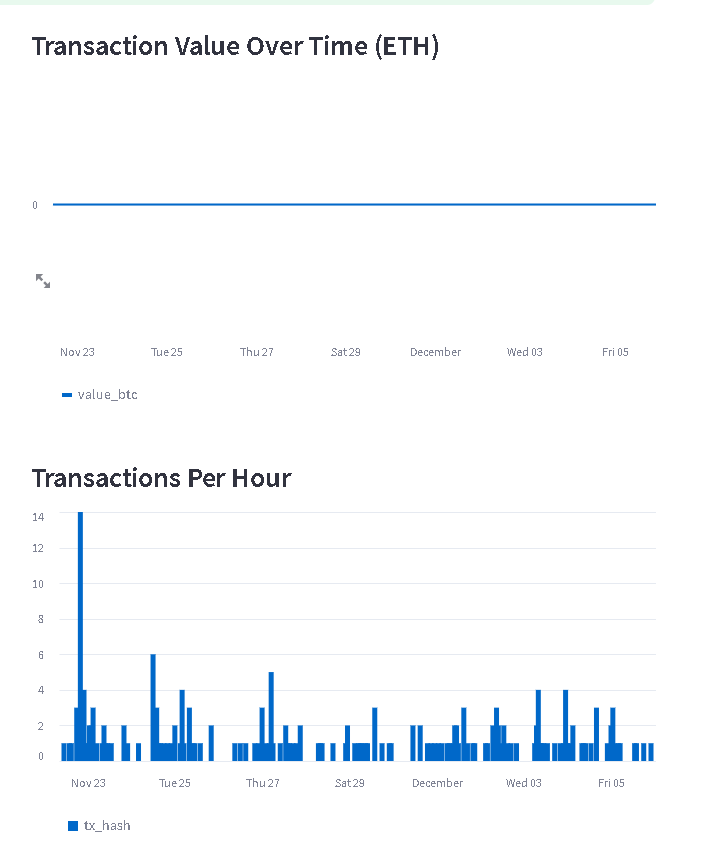 Transaction Value Over Time (ETH)
0
Nov 23 Tue 25 Thu 27 Sat 29 December Wed 03 Fri 05
value_btc
Transactions Per Hour
14
12
10
8
6
4
2
0
Nov 23 Tue 25 Thu 27 Sat 29 December Wed 03 Fri 05
tx_hash